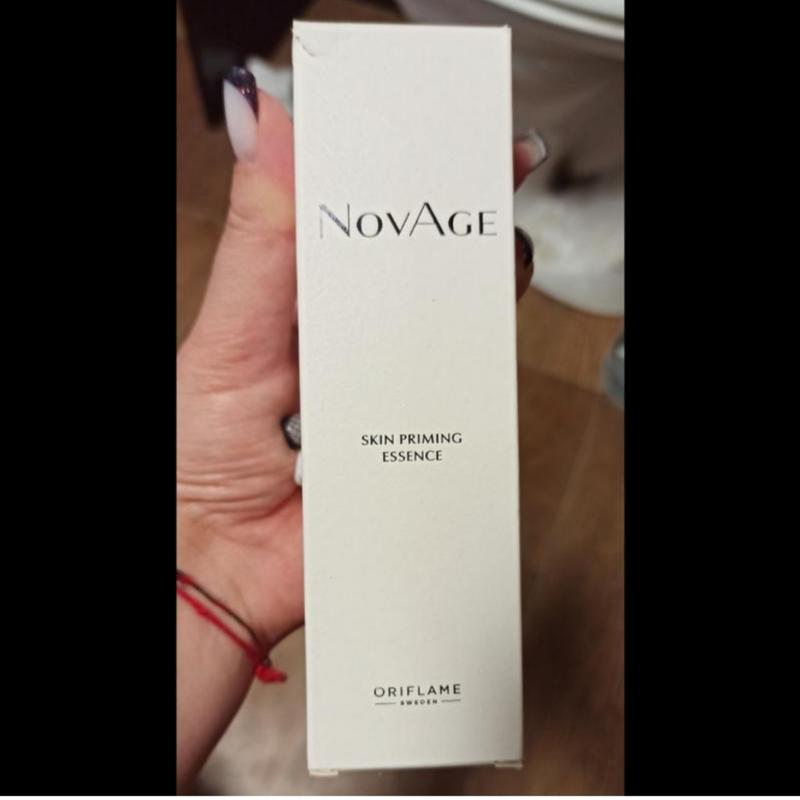 NOVAGE
SKIN PRIMING
ESSENCE
ORIFLAME
SWEDEN